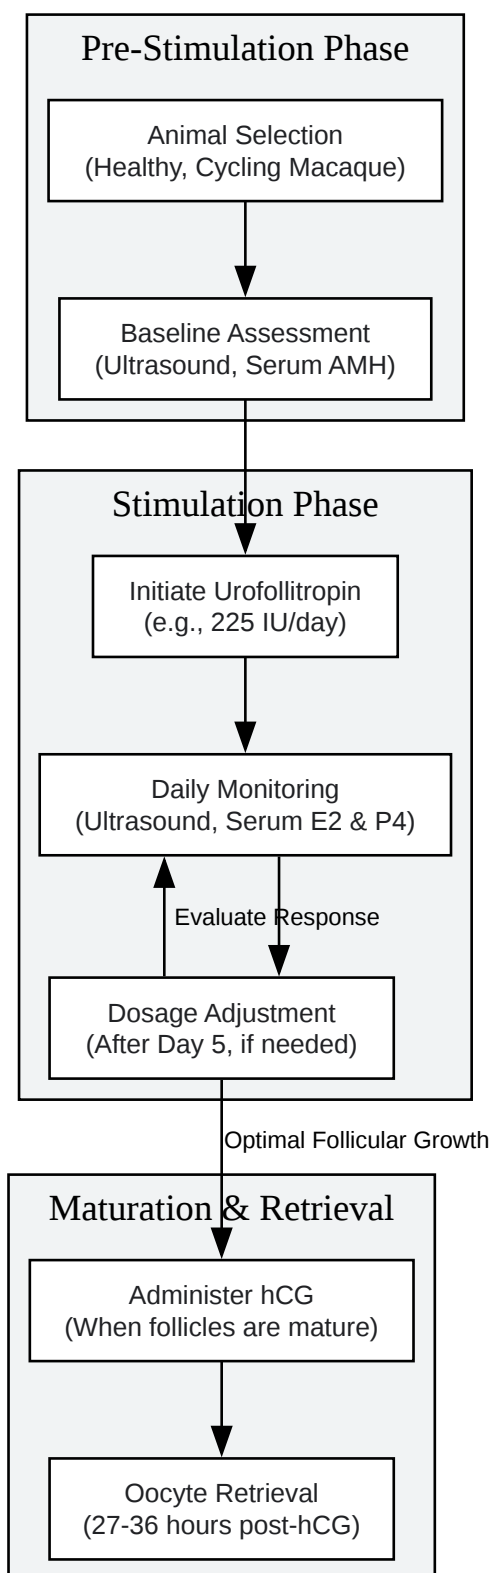 Pre-Stimulation Phase
Animal Selection
(Healthy, Cycling Macaque)
Baseline Assessment
(Ultrasound, Serum AMH)
Stimulation Phase
Initiate Urofollitropin
(e.g., 225 IU/day)
Daily Monitoring
(Ultrasound, Serum E2 & P4)
Evaluate Response
Dosage Adjustment
(After Day 5, if needed)
Optimal Follicular Growth
Maturation & Retrieval
Administer hCG
(When follicles are mature)
Oocyte Retrieval
(27-36 hours post-hCG)